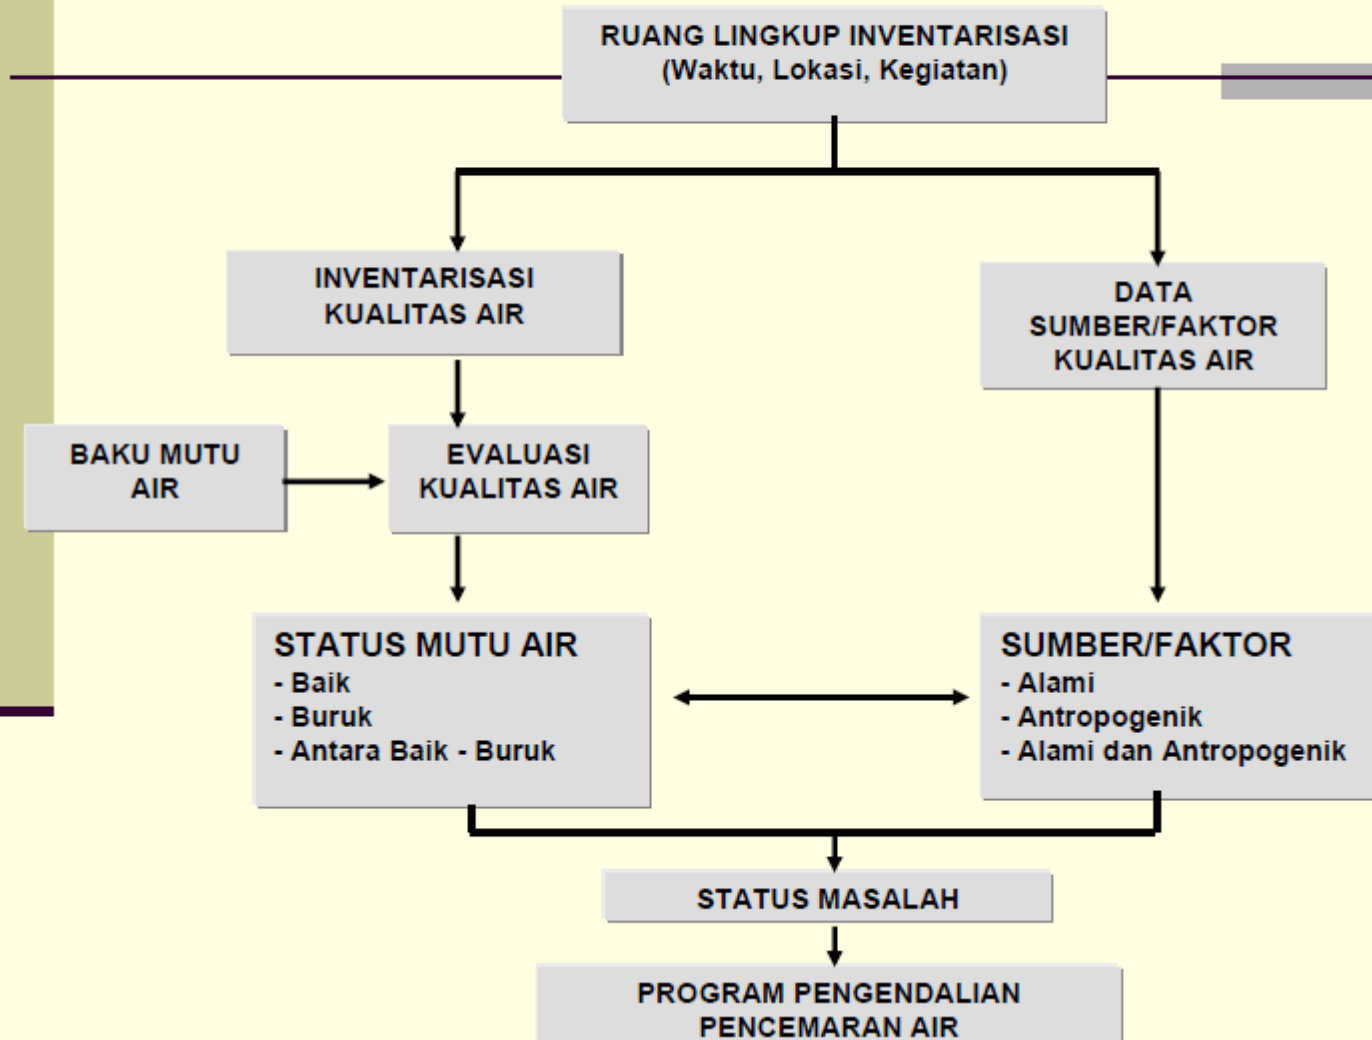 RUANG LINGKUP INVENTARISASI
(Waktu, Lokasi, Kegiatan)
INVENTARISASI
KUALITAS AIR
DATA
SUMBER/FAKTOR
KUALITAS AIR
BAKU MUTU
AIR
EVALUASI
KUALITAS AIR
STATUS MUTU AIR
- Baik
- Buruk
- Antara Baik - Buruk
SUMBER/FAKTOR
- Alami
- Antropogenik
- Alami dan Antropogenik
STATUS MASALAH
PROGRAM PENGENDALIAN
PENCEMARAN AIR